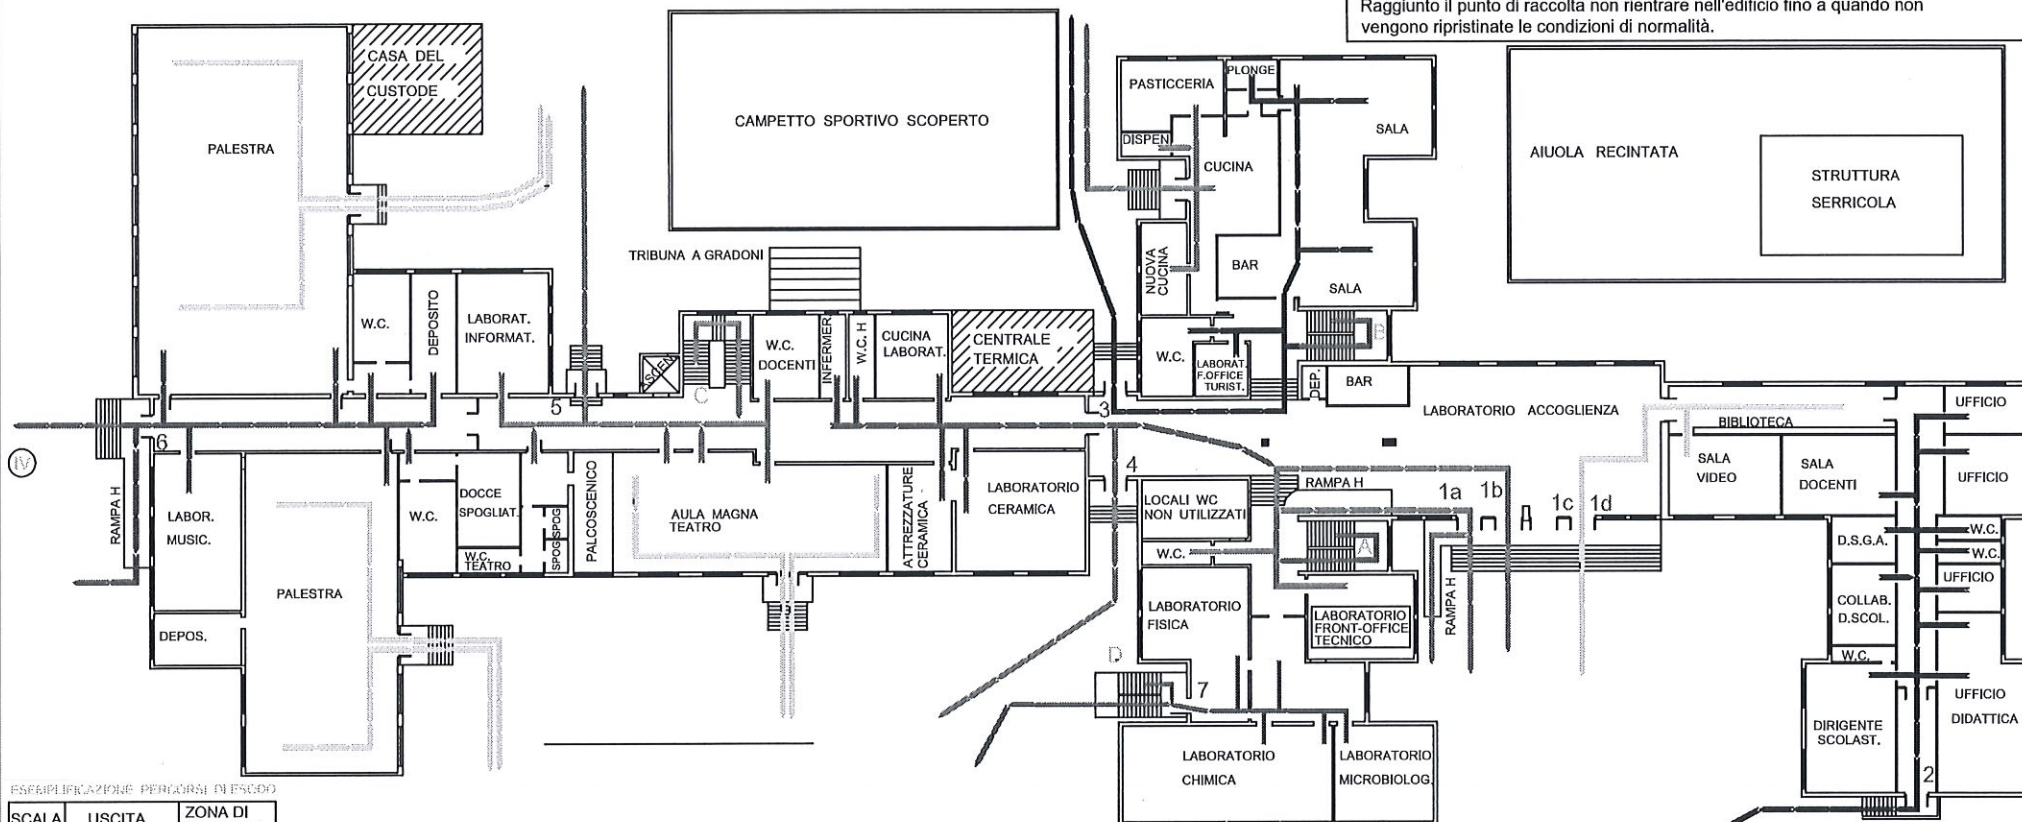 Raggiunto il punto di raccolta non rientrare nell'edificio fino a quando non
vengono ripristinate le condizioni di normalità.
CASA DEL
CUSTODE
PALESTRA
CAMPETTO SPORTIVO SCOPERTO
PASTICCERIA
PLONGE
SALA
DISPEN
CUCINA
AIUOLA RECINTATA
STRUTTURA
SERRICOLA
TRIBUNA A GRADONI
NUOVA
CUCINA
BAR
SALA
W.C.
DEPOSITO
LABORAT.
INFORMAT.
ASCEN
C
W.C.
DOCENTI
INFERMER.
W.C. H
CUCINA
LABORAT.
CENTRALE
TERMICA
W.C.
LABORAT.
F.OFFICE
TURIST.
B
DEP.
BAR
LABORATORIO ACCOGLIENZA
BIBLIOTECA
UFFICIO
5
3
6
IV
RAMPA H
LABOR.
MUSIC.
DEPOS.
PALESTRA
W.C.
DOCCE
SPOGLIAT.
W.C.
TEATRO
SPOG
SPOG
PALCOSCENICO
AULA MAGNA
TEATRO
ATTREZZATURE
CERAMICA -
LABORATORIO
CERAMICA
4
LOCALI WC
NON UTILIZZATI
RAMPA H
1a
1b
1c
1d
SALA
VIDEO
SALA
DOCENTI
UFFICIO
W.C.
A
D.S.G.A.
W.C.
W.C.
UFFICIO
LABORATORIO
FISICA
LABORATORIO
FRONT-OFFICE
TECNICO
RAMPA H
COLLAB.
D.SCOL.
W.C.
D
7
UFFICIO
DIDATTICA
DIRIGENTE
SCOLAST.
LABORATORIO
CHIMICA
LABORATORIO
MICROBIOLOG.
2
ESEMPLIFICAZIONE PERCORSI DI ESODO
SCALA
USCITA
ZONA DI